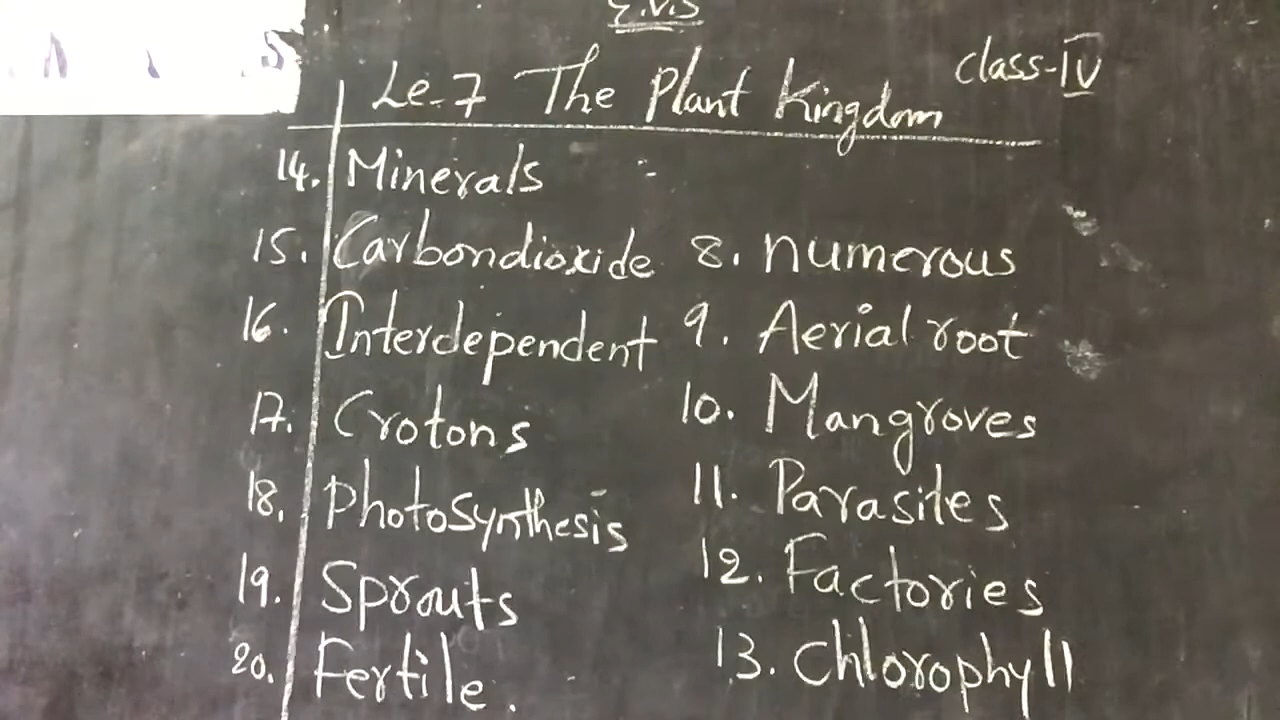 E.V.S
Le-7 The Plant Kingdom
Class-IV
14. Minerals
15. Carbondioxide
16. Interdependent
17. Crotons
18. Photosynthesis
19. Sprouts
20. Fertile.
8. numerous
9. Aerial root
10. Mangroves
11. Parasites
12. Factories
13. Chlorophyll